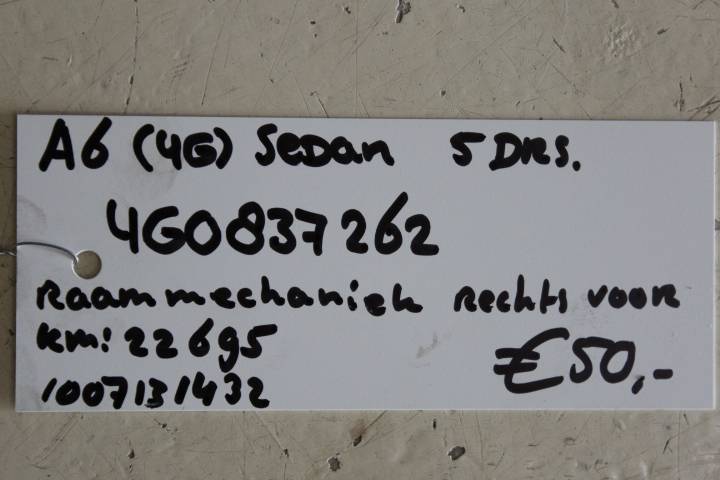 A6 (4G) Sedan 5 DRS.
4G0837262
Raammechaniek Rechts voor
km: 22695
1007131432
€50,-